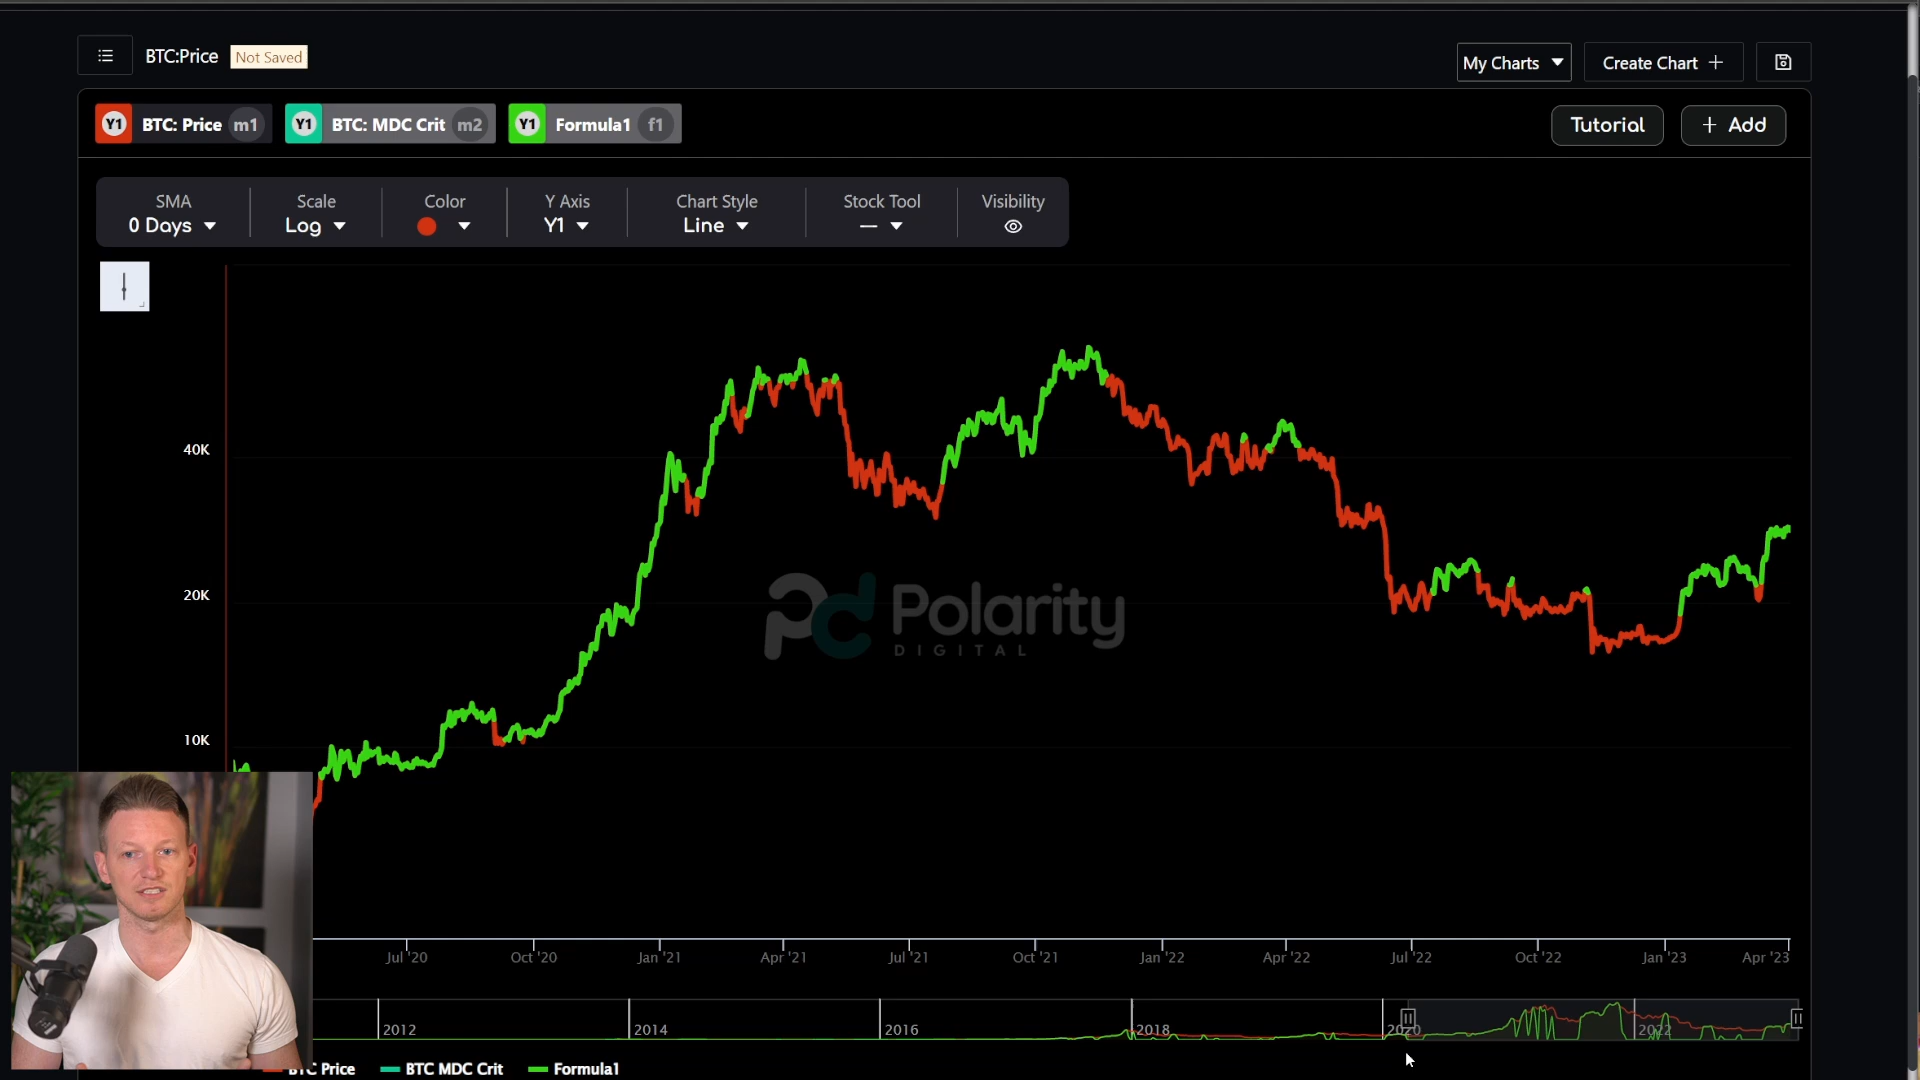 BTC:Price Not Saved
My Charts
Create Chart +
Y1 BTC: Price m1
Y1 BTC: MDC Crit m2
Y1 Formula1 f1
Tutorial
+ Add
SMA Scale Color Y Axis Chart Style Stock Tool Visibility
0 Days Log Y1 Line —
40K
20K
10K
pd Polarity
DIGITAL
Jul '20 Oct '20 Jan '21 Apr '21 Jul '21 Oct '21 Jan '22 Apr '22 Jul '22 Oct '22 Jan '23 Apr '23
2012 2014 2016 2018 2020 2022
BTC Price BTC MDC Crit Formula1